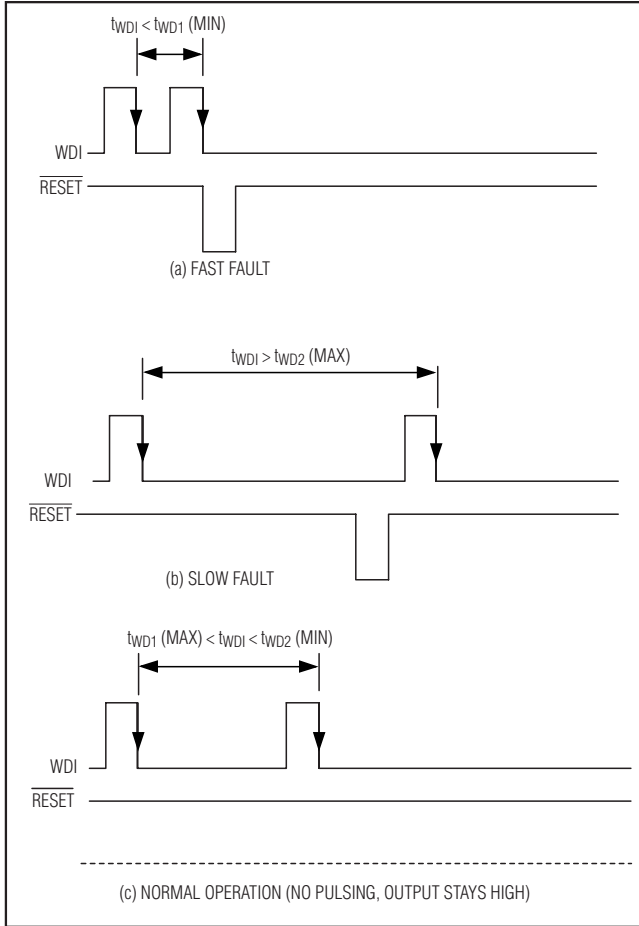 tWDI < tWD1 (MIN)
WDI
RESET
(a) FAST FAULT
tWDI > tWD2 (MAX)
WDI
RESET
(b) SLOW FAULT
tWD1 (MAX) < tWDI < tWD2 (MIN)
WDI
RESET
(c) NORMAL OPERATION (NO PULSING, OUTPUT STAYS HIGH)